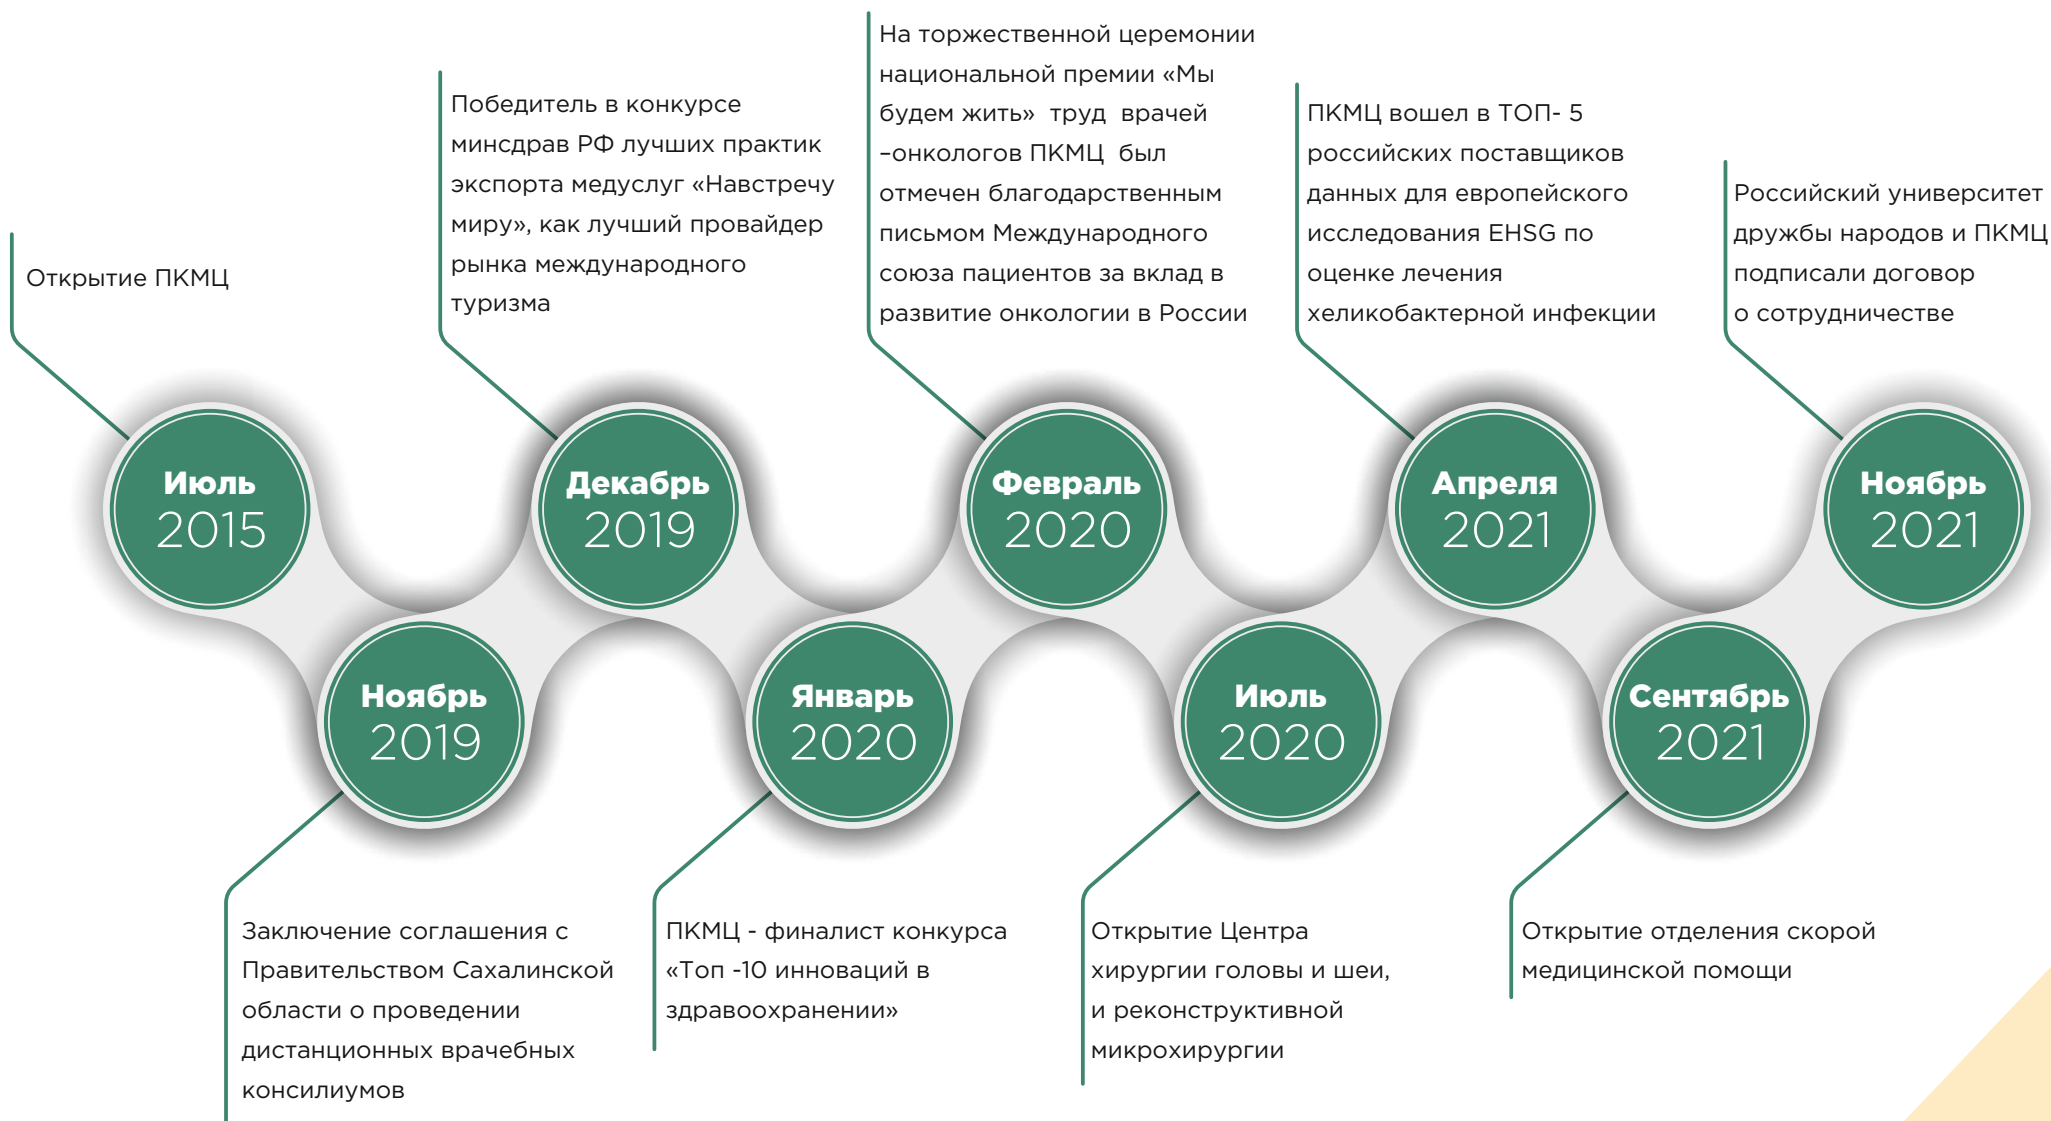 Открытие ПКМЦ
Июль
2015
Заключение соглашения с
Правительством Сахалинской
области о проведении
дистанционных врачебных
консилиумов
Ноябрь
2019
Победитель в конкурсе
минсдрав РФ лучших практик
экспорта медуслуг «Навстречу
миру», как лучший провайдер
рынка международного
туризма
Декабрь
2019
ПКМЦ - финалист конкурса
«Топ -10 инноваций в
здравоохранении»
Январь
2020
На торжественной церемонии
национальной премии «Мы
будем жить» труд врачей
–онкологов ПКМЦ был
отмечен благодарственным
письмом Международного
союза пациентов за вклад в
развитие онкологии в России
Февраль
2020
Открытие Центра
хирургии головы и шеи,
и реконструктивной
микрохирургии
Июль
2020
ПКМЦ вошел в ТОП- 5
российских поставщиков
данных для европейского
исследования EHSG по
оценке лечения
хеликобактерной инфекции
Апреля
2021
Открытие отделения скорой
медицинской помощи
Сентябрь
2021
Российский университет
дружбы народов и ПКМЦ
подписали договор
о сотрудничестве
Ноябрь
2021